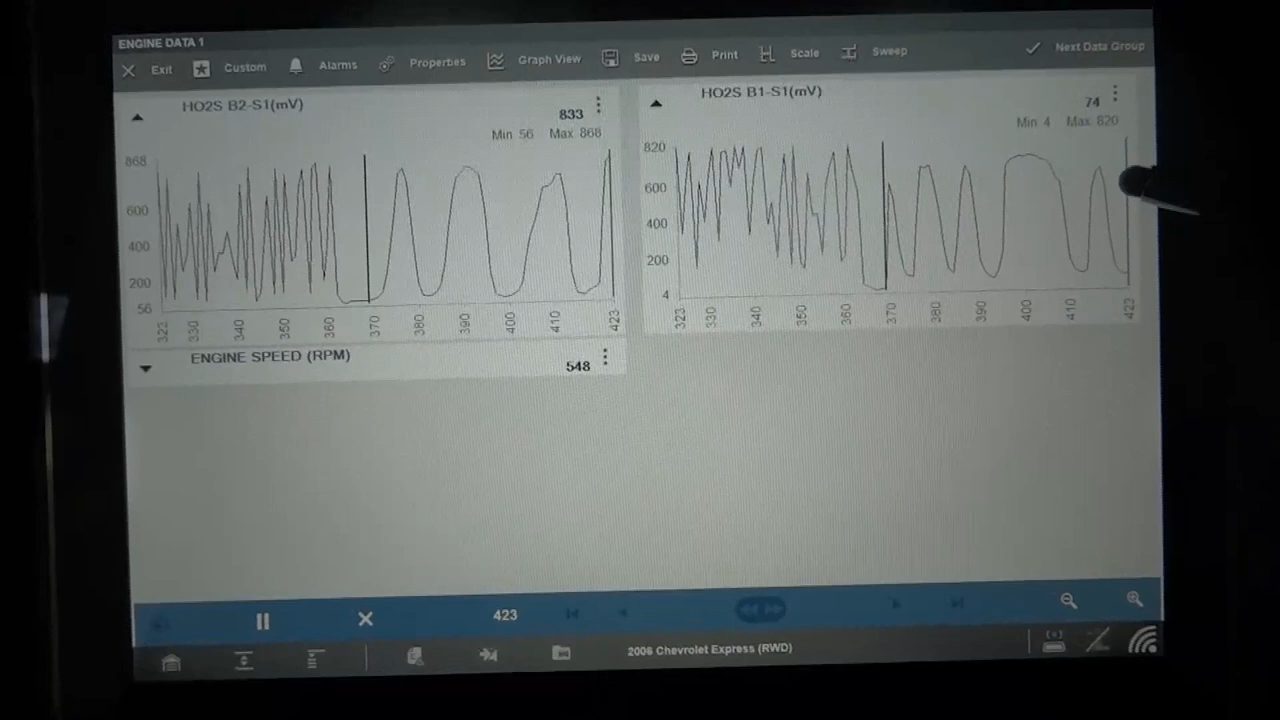 ENGINE DATA 1
Exit Custom Alarms Properties Graph View Save Print Scale Sweep Next Data Group
HO2S B2-S1(mV)
833
Min 56 Max 868
868
600
400
200
56
323 330 340 350 360 370 380 390 400 410 423
HO2S B1-S1(mV)
74
Min 4 Max 820
820
600
400
200
4
323 330 340 350 360 370 380 390 400 410 422
ENGINE SPEED (RPM)
548
423
2006 Chevrolet Express (RWD)